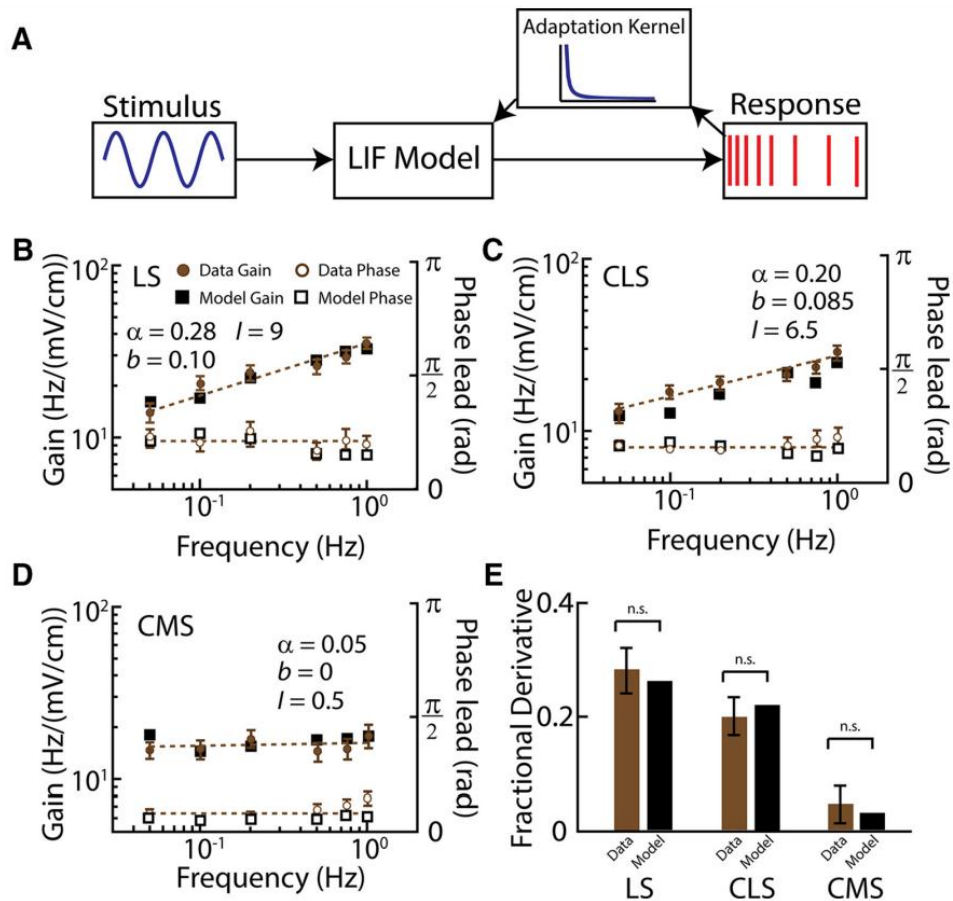 A
Adaptation Kernel
Stimulus
LIF Model
Response
B
LS
Data Gain
Data Phase
Model Gain
Model Phase
α = 0.28 l = 9
b = 0.10
10²
10¹
π
π/2
0
Gain (Hz/(mV/cm))
Phase lead (rad)
10⁻¹
10⁰
Frequency (Hz)
C
CLS
α = 0.20
b = 0.085
l = 6.5
10²
10¹
π
π/2
0
Gain (Hz/(mV/cm))
Phase lead (rad)
10⁻¹
10⁰
Frequency (Hz)
D
CMS
α = 0.05
b = 0
l = 0.5
10²
10¹
π
π/2
0
Gain (Hz/(mV/cm))
Phase lead (rad)
10⁻¹
10⁰
Frequency (Hz)
E
Fractional Derivative
0.4
0.2
0
n.s.
n.s.
n.s.
Data Model Data Model Data Model
LS CLS CMS